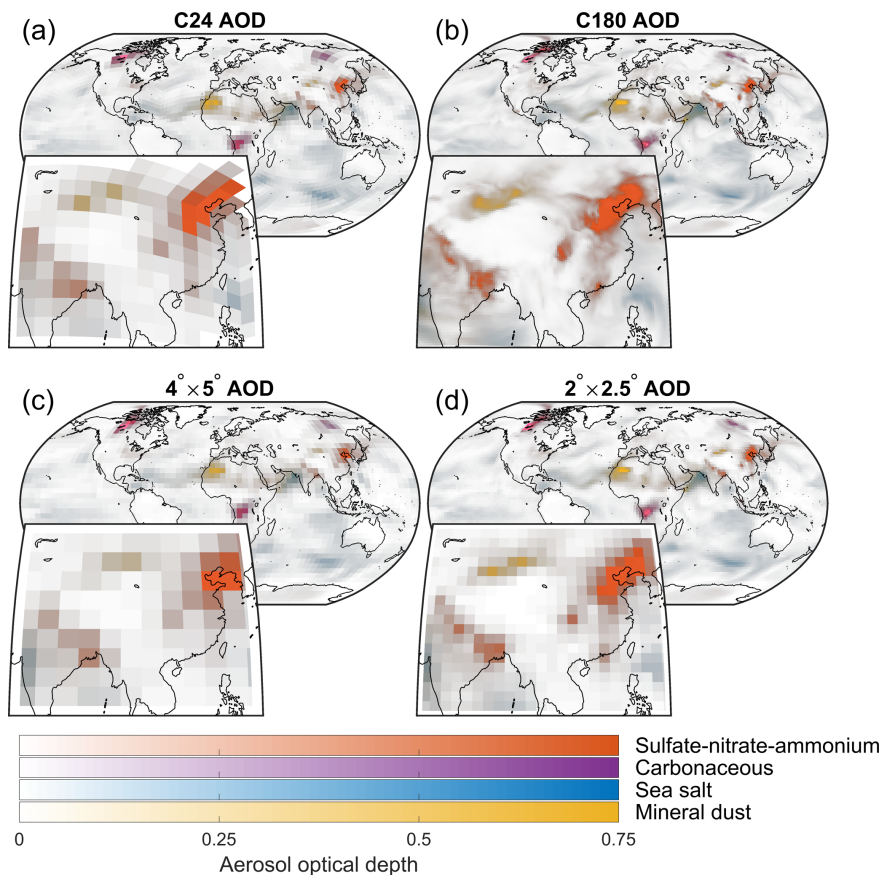 (a) C24 AOD
(b) C180 AOD
(c) 4°×5° AOD
(d) 2°×2.5° AOD
Sulfate-nitrate-ammonium
Carbonaceous
Sea salt
Mineral dust
0 0.25 0.5 0.75
Aerosol optical depth